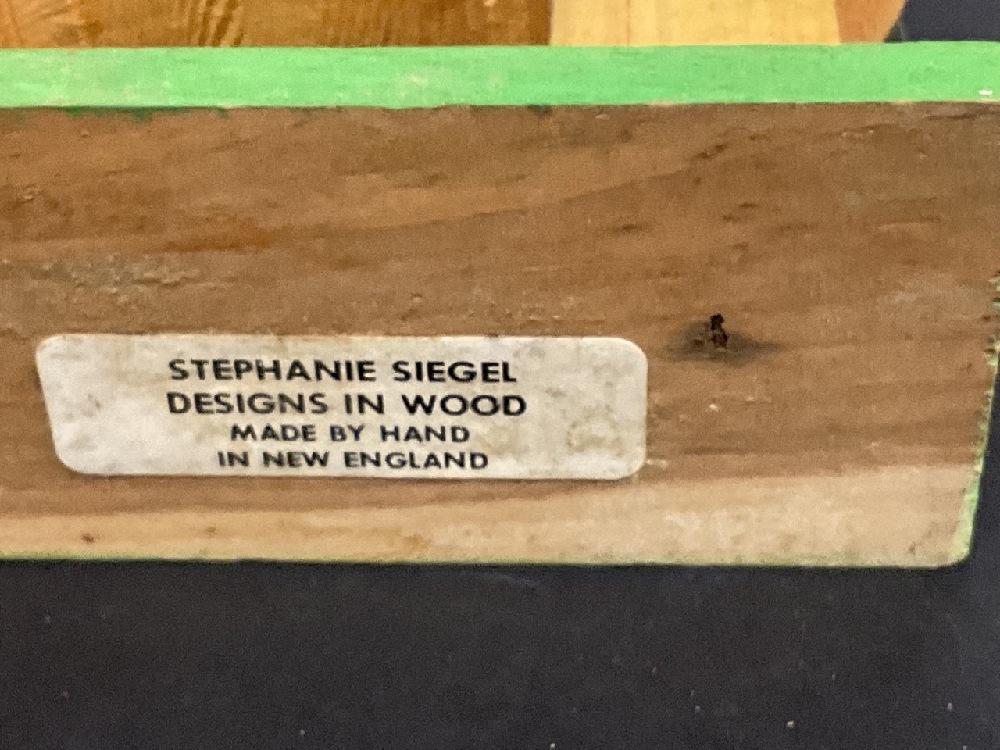 STEPHANIE SIEGEL
DESIGNS IN WOOD
MADE BY HAND
IN NEW ENGLAND